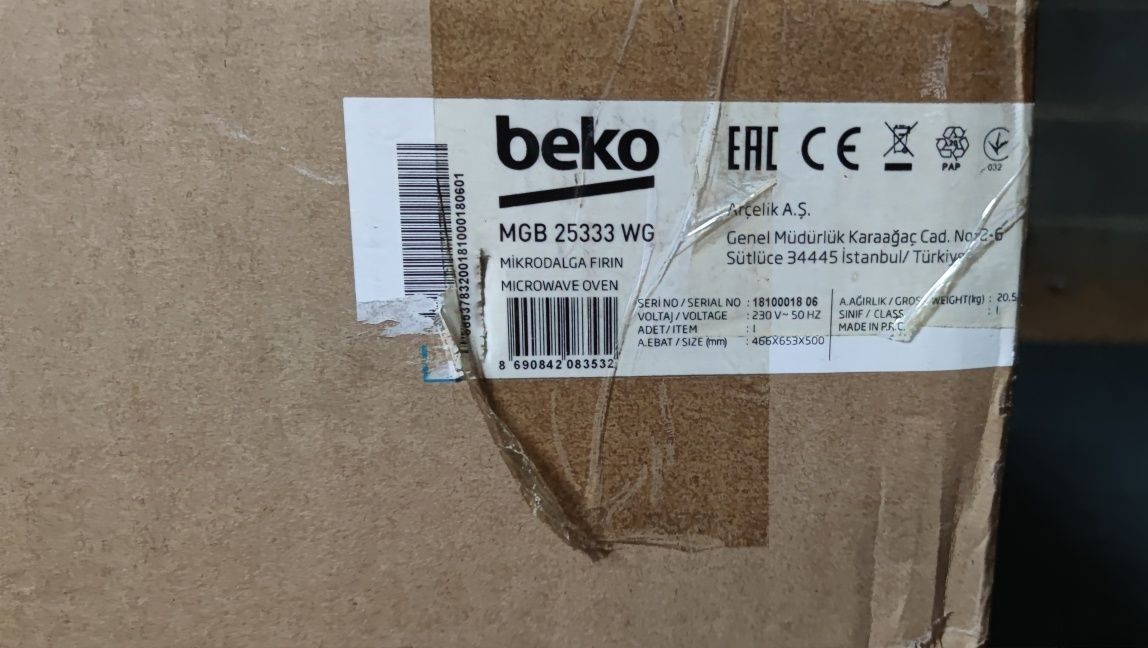 beko
EAC CE
PAP
032
MGB 25333 WG
MİKRODALGA FIRIN
MICROWAVE OVEN
8 690842 083532
Arçelik A.Ş.
Genel Müdürlük Karaağaç Cad. No:2-6
Sütlüce 34445 İstanbul/
SERI NO / SERIAL NO : 18100018 06
VOLTAJ / VOLTAGE : 230 V~ 50 HZ
ADET / ITEM : 1
A.EBAT / SIZE (mm) : 466X653X500
A.AĞIRLIK / GROSS WEIGHT(kg) : 20,5
SINIF / CLASS : I
MADE IN P.R.C.